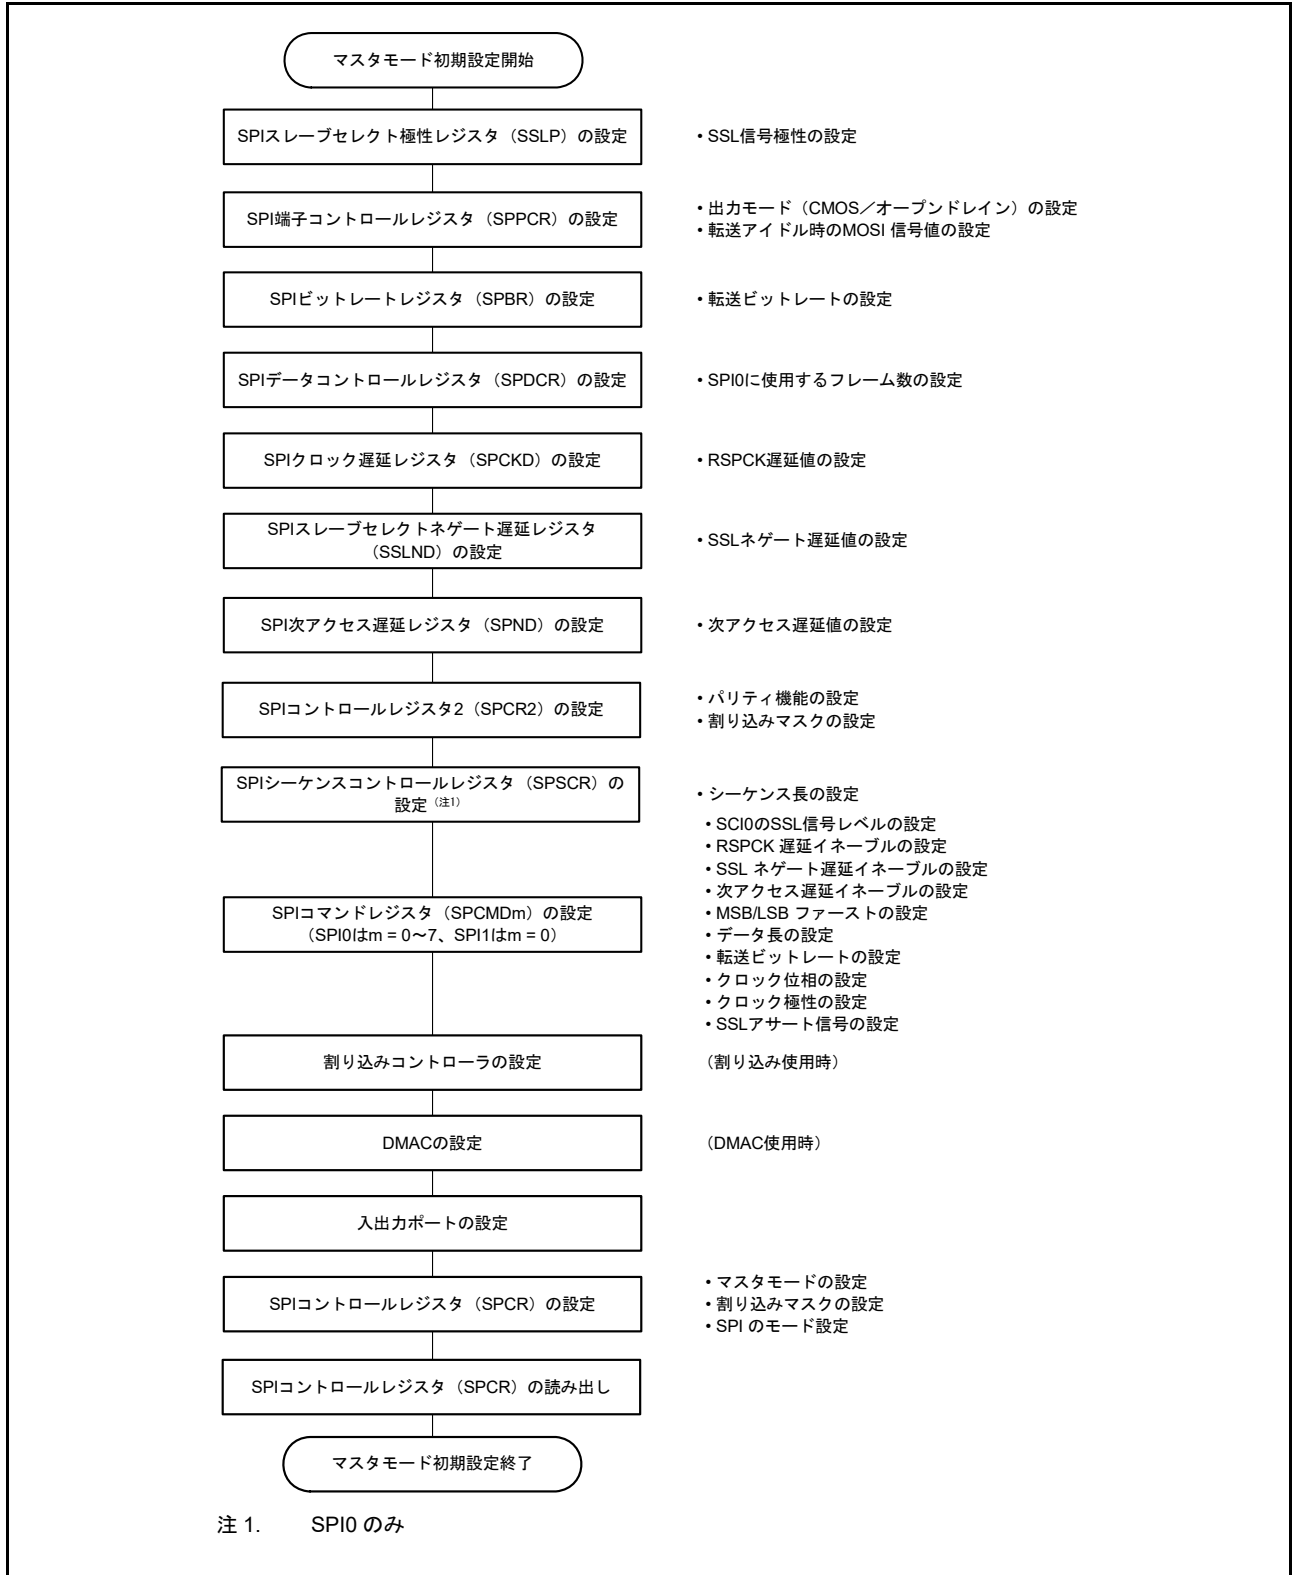 マスタモード初期設定開始
SPIスレーブセレクト極性レジスタ（SSLP）の設定
• SSL信号極性の設定
SPI端子コントロールレジスタ（SPPCR）の設定
• 出力モード（CMOS／オープンドレイン）の設定
• 転送アイドル時のMOSI 信号値の設定
SPIビットレートレジスタ（SPBR）の設定
• 転送ビットレートの設定
SPIデータコントロールレジスタ（SPDCR）の設定
• SPI0に使用するフレーム数の設定
SPIクロック遅延レジスタ（SPCKD）の設定
• RSPCK遅延値の設定
SPIスレーブセレクトネゲート遅延レジスタ
（SSLND）の設定
• SSLネゲート遅延値の設定
SPI次アクセス遅延レジスタ（SPND）の設定
• 次アクセス遅延値の設定
SPIコントロールレジスタ2（SPCR2）の設定
• パリティ機能の設定
• 割り込みマスクの設定
SPIシーケンスコントロールレジスタ（SPSCR）の
設定（注1）
• シーケンス長の設定
SPIコマンドレジスタ（SPCMDm）の設定
（SPI0はm = 0～7、SPI1はm = 0）
• SCI0のSSL信号レベルの設定
• RSPCK 遅延イネーブルの設定
• SSL ネゲート遅延イネーブルの設定
• 次アクセス遅延イネーブルの設定
• MSB/LSB ファーストの設定
• データ長の設定
• 転送ビットレートの設定
• クロック位相の設定
• クロック極性の設定
• SSLアサート信号の設定
割り込みコントローラの設定
（割り込み使用時）
DMACの設定
（DMAC使用時）
入出力ポートの設定
SPIコントロールレジスタ（SPCR）の設定
• マスタモードの設定
• 割り込みマスクの設定
• SPI のモード設定
SPIコントロールレジスタ（SPCR）の読み出し
マスタモード初期設定終了
注 1. SPI0 のみ